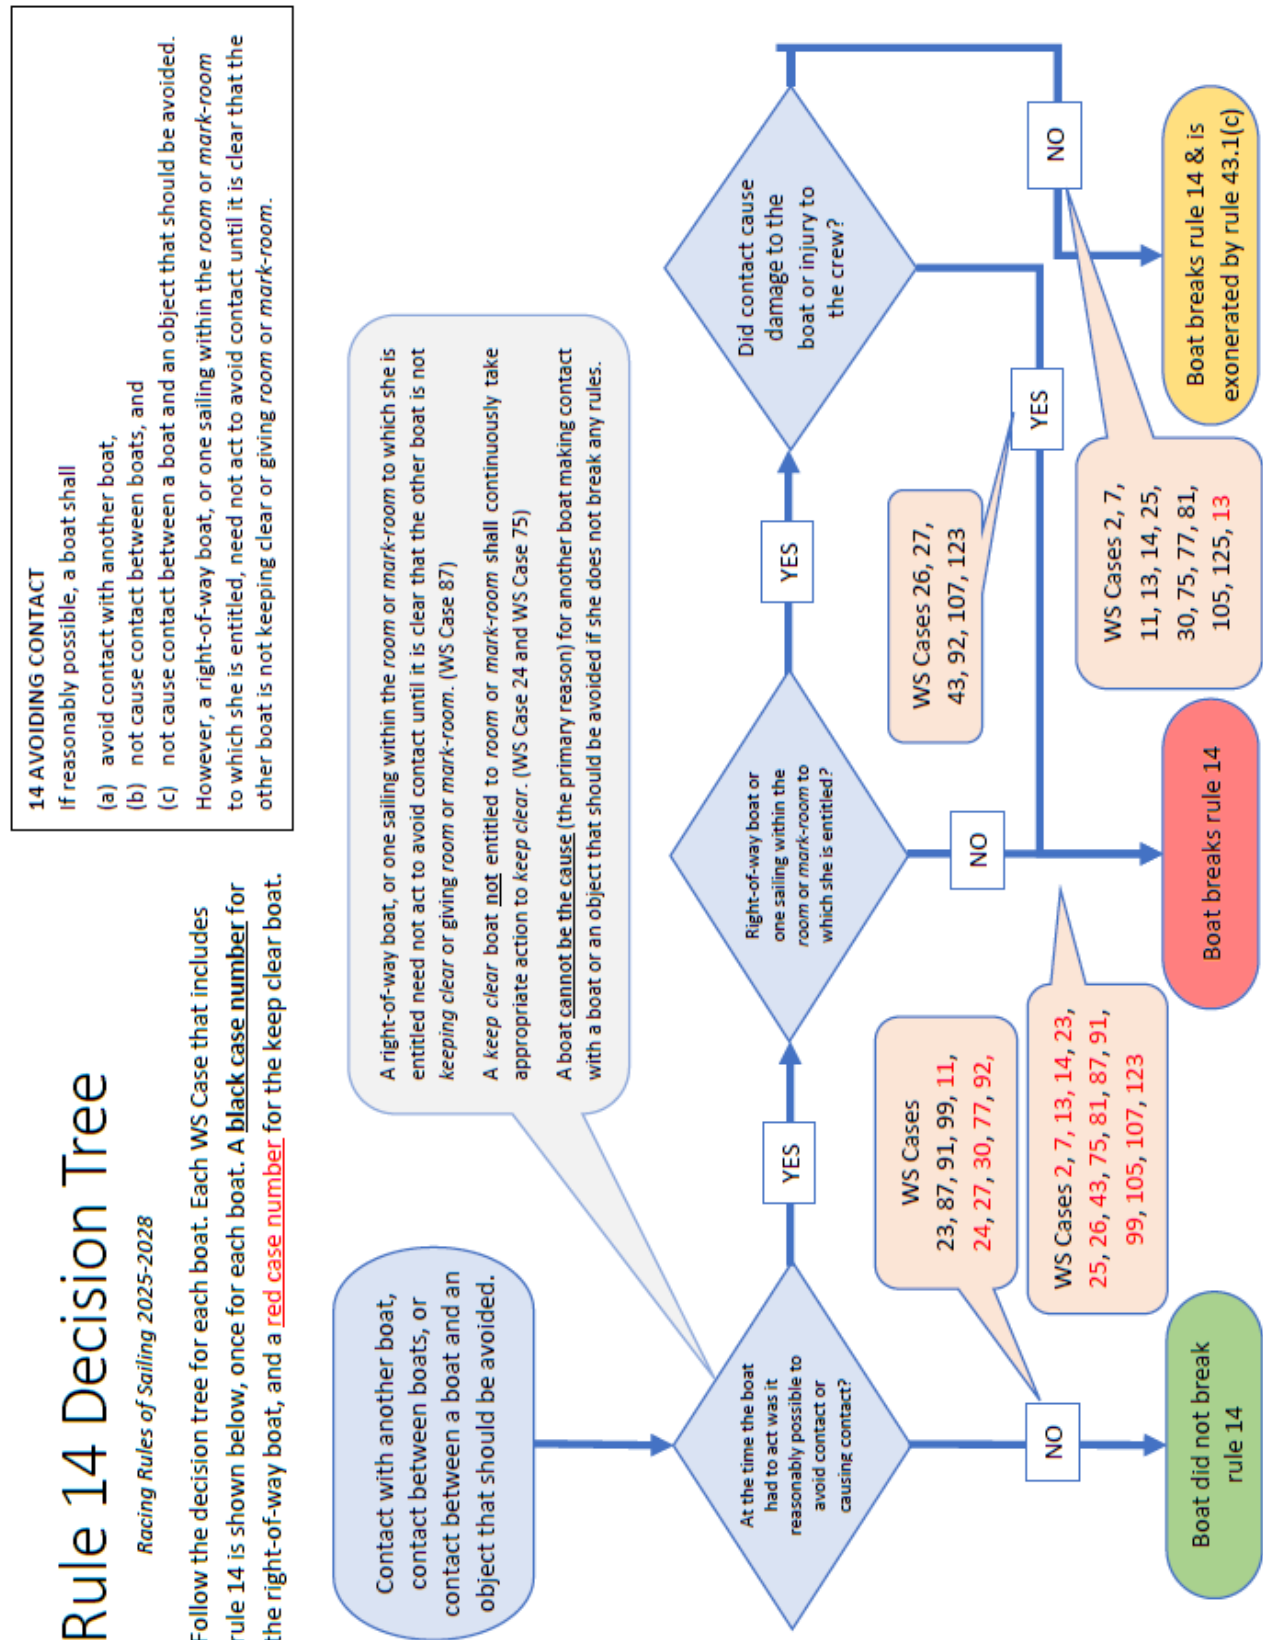 Rule 14 Decision Tree
Racing Rules of Sailing 2025-2028
Follow the decision tree for each boat. Each WS Case that includes
rule 14 is shown below, once for each boat. A black case number for
the right-of-way boat, and a red case number for the keep clear boat.
14 AVOIDING CONTACT
If reasonably possible, a boat shall
(a) avoid contact with another boat,
(b) not cause contact between boats, and
(c) not cause contact between a boat and an object that should be avoided.
However, a right-of-way boat, or one sailing within the room or mark-room
to which she is entitled, need not act to avoid contact until it is clear that the
other boat is not keeping clear or giving room or mark-room.
Contact with another boat,
contact between boats, or
contact between a boat and an
object that should be avoided.
A right-of-way boat, or one sailing within the room or mark-room to which she is
entitled need not act to avoid contact until it is clear that the other boat is not
keeping clear or giving room or mark-room. (WS Case 87)
A keep clear boat not entitled to room or mark-room shall continuously take
appropriate action to keep clear. (WS Case 24 and WS Case 75)
A boat cannot be the cause (the primary reason) for another boat making contact
with a boat or an object that should be avoided if she does not break any rules.
At the time the boat
had to act was it
reasonably possible to
avoid contact or
causing contact?
YES
Right-of-way boat or
one sailing within the
room or mark-room to
which she is entitled?
YES
Did contact cause
damage to the
boat or injury to
the crew?
WS Cases
23, 87, 91, 99, 11,
24, 27, 30, 77, 92,
WS Cases 26, 27,
43, 92, 107, 123
NO
NO
YES
NO
WS Cases 2, 7, 13, 14, 23,
25, 26, 43, 75, 81, 87, 91,
99, 105, 107, 123
WS Cases 2, 7,
11, 13, 14, 25,
30, 75, 77, 81,
105, 125, 13
Boat did not break
rule 14
Boat breaks rule 14
Boat breaks rule 14 & is
exonerated by rule 43.1(c)